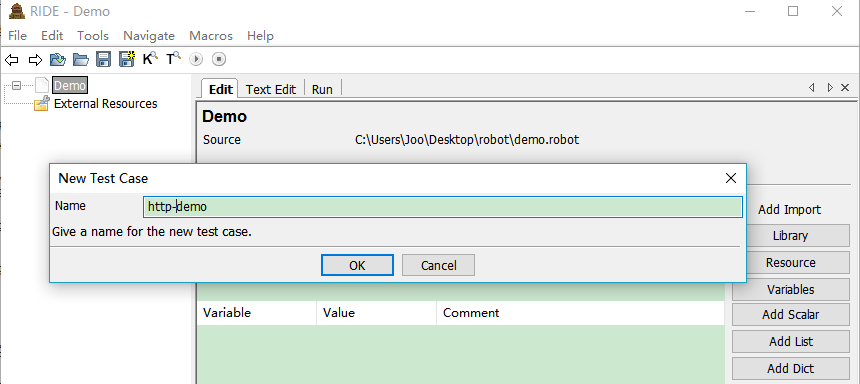 RIDE - Demo
File Edit Tools Navigate Macros Help
K T
Demo
External Resources
Edit Text Edit Run
Demo
Source C:\Users\Joo\Desktop\robot\demo.robot
New Test Case
Name http-demo
Give a name for the new test case.
OK Cancel
Add Import
Library
Resource
Variables
Add Scalar
Add List
Add Dict
Variable Value Comment